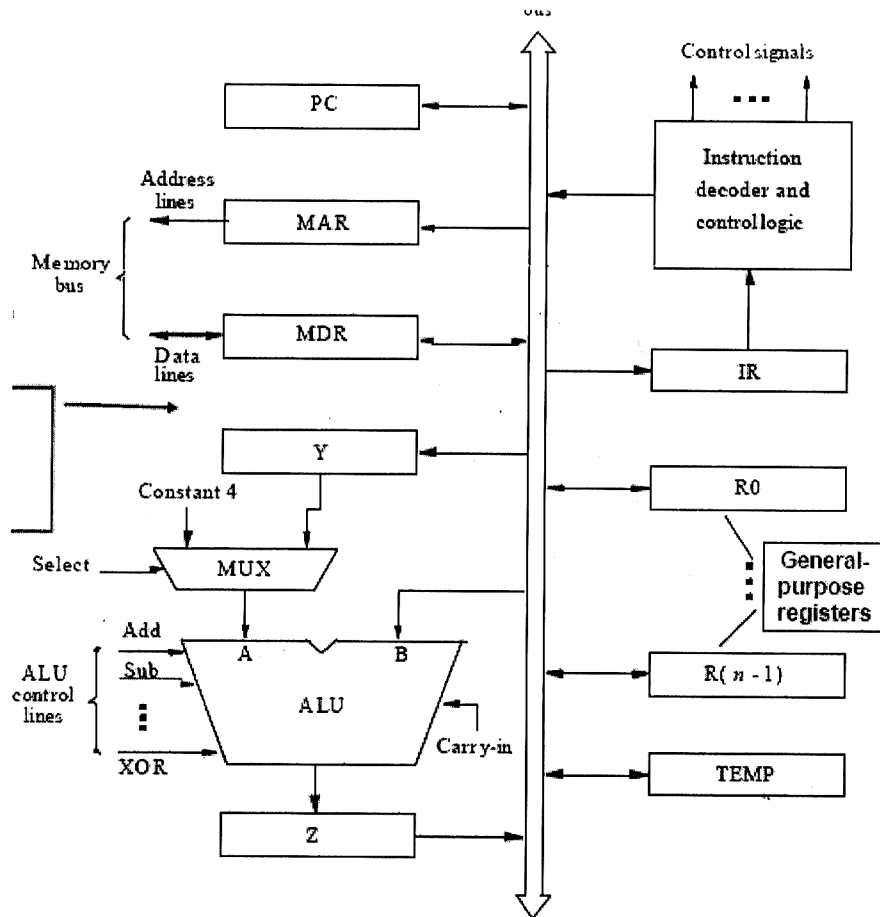 bus
Control signals
PC
Instruction
decoder and
control logic
Address
lines
MAR
Memory
bus
MDR
Data
lines
IR
Y
Constant 4
R0
Select
MUX
General-
purpose
registers
Add
A
B
ALU
control
lines
Sub
ALU
R( n - 1)
Carry-in
XOR
TEMP
Z